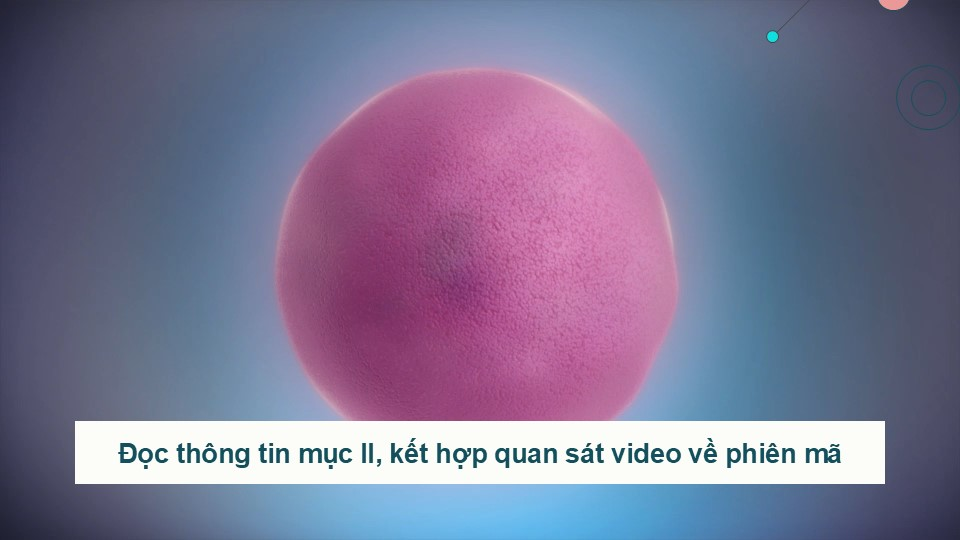 Đọc thông tin mục II, kết hợp quan sát video về phiên mã